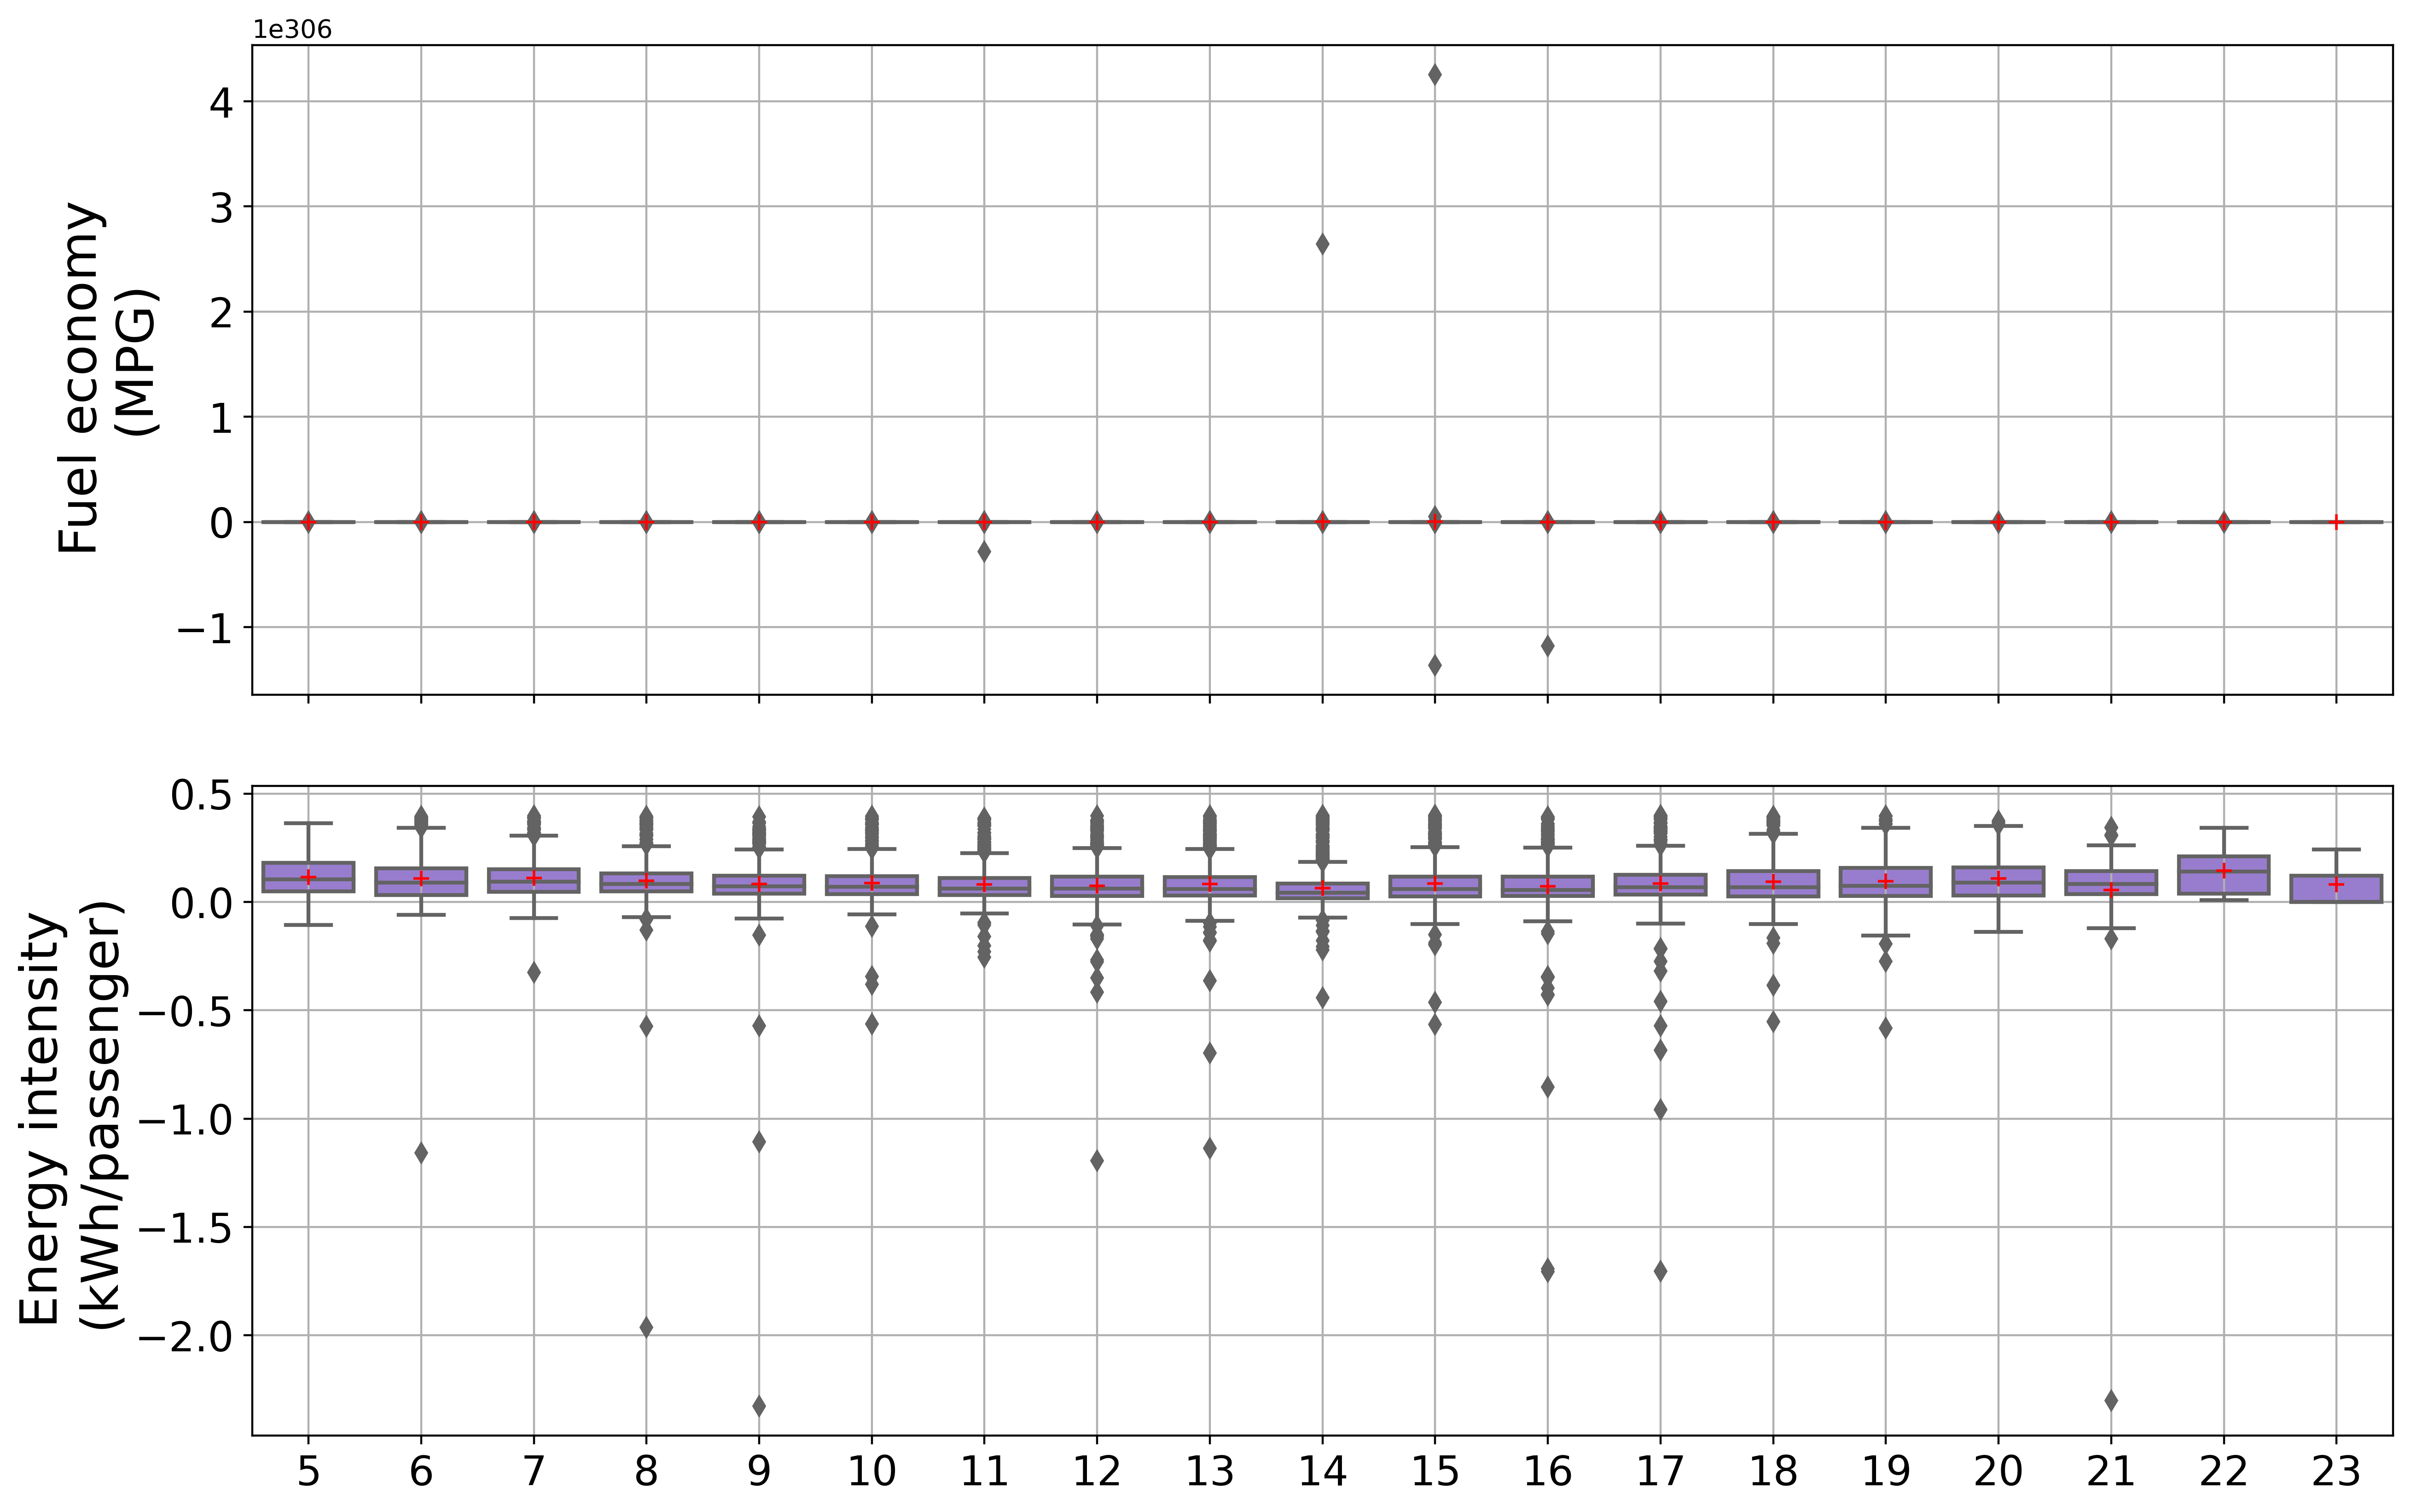 1e306
4
3
2
1
0
−1
Fuel economy
(MPG)
0.5
0.0
−0.5
−1.0
−1.5
−2.0
Energy intensity
(kWh/passenger)
5 6 7 8 9 10 11 12 13 14 15 16 17 18 19 20 21 22 23